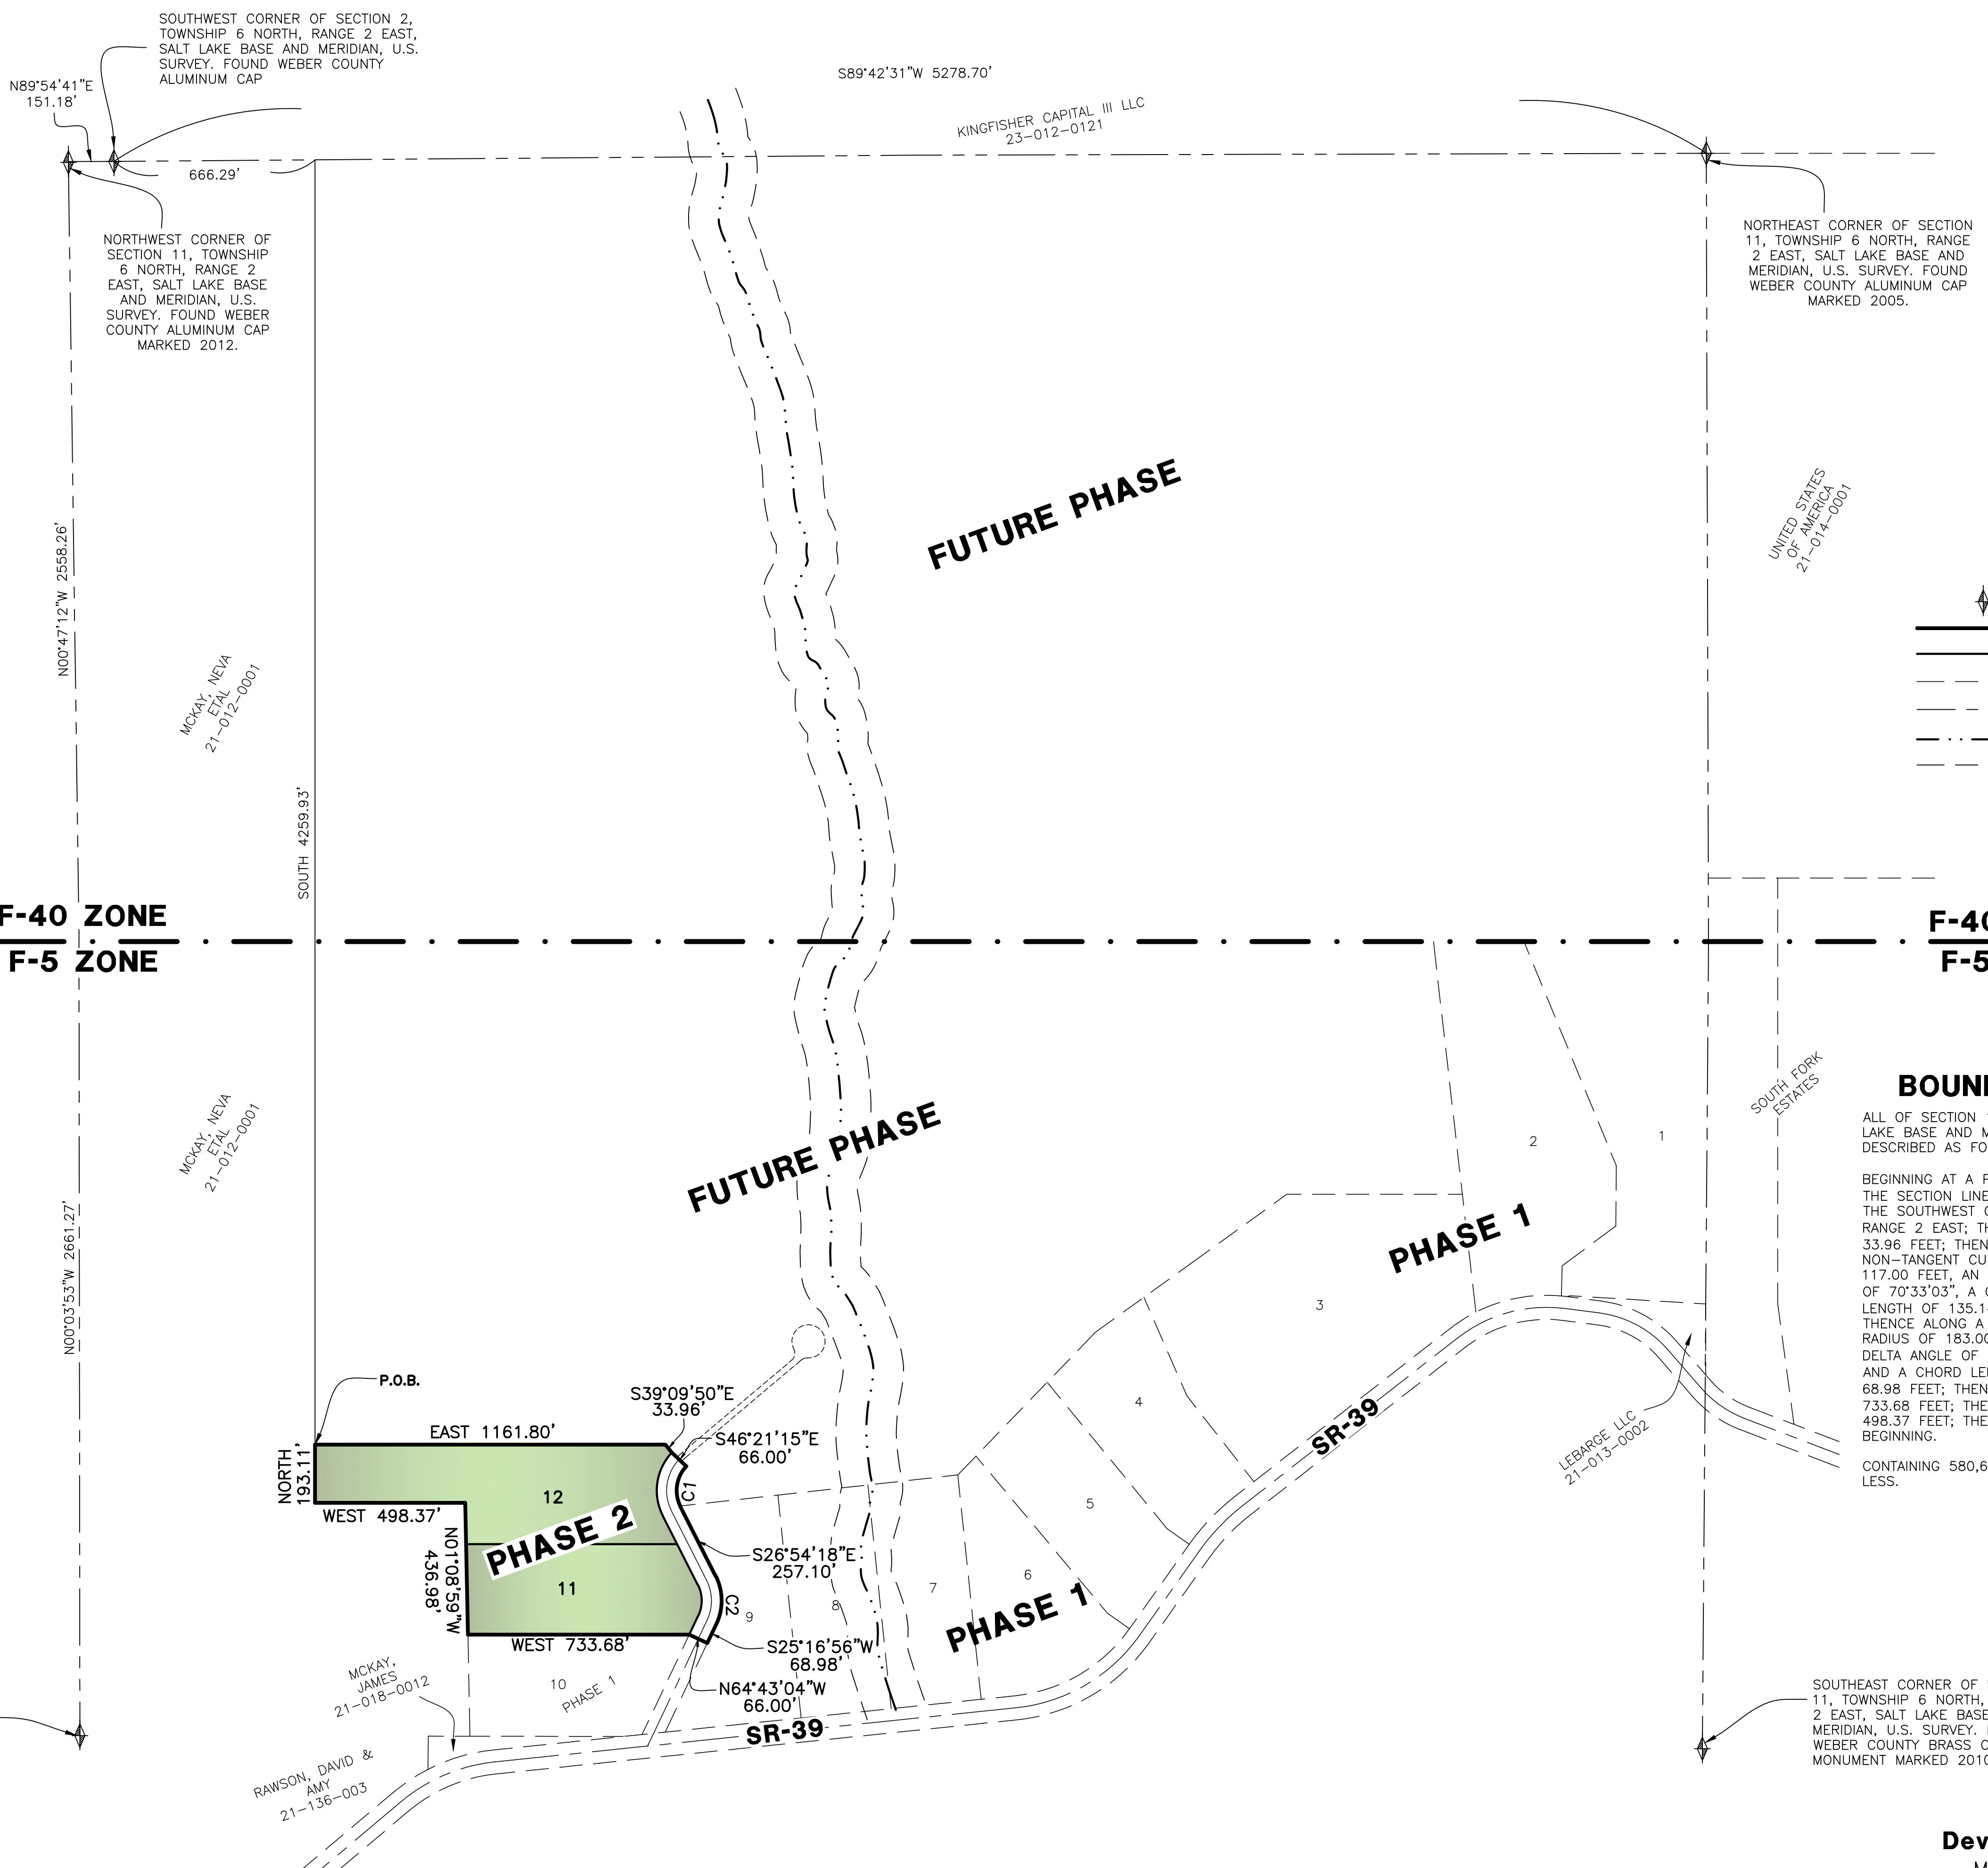 SOUTHWEST CORNER OF SECTION 2,
TOWNSHIP 6 NORTH, RANGE 2 EAST,
SALT LAKE BASE AND MERIDIAN, U.S.
SURVEY. FOUND WEBER COUNTY
ALUMINUM CAP
N89°54'41"E
151.18'
S89°42'31"W 5278.70'
KINGFISHER CAPITAL III LLC
23-012-0121
666.29'
NORTHWEST CORNER OF
SECTION 11, TOWNSHIP
6 NORTH, RANGE 2
EAST, SALT LAKE BASE
AND MERIDIAN, U.S.
SURVEY. FOUND WEBER
COUNTY ALUMINUM CAP
MARKED 2012.
NORTHEAST CORNER OF SECTION
11, TOWNSHIP 6 NORTH, RANGE
2 EAST, SALT LAKE BASE AND
MERIDIAN, U.S. SURVEY. FOUND
WEBER COUNTY ALUMINUM CAP
MARKED 2005.
FUTURE PHASE
UNITED STATES
OF AMERICA
21-014-0001
N00°47'12"W 2558.26'
MCKAY, NEVA
ETAL
21-012-0001
SOUTH 4259.93'
F-40 ZONE
F-5 ZONE
F-40
F-5
MCKAY, NEVA
ETAL
21-012-0001
N00°03'53"W 2661.27'
FUTURE PHASE
SOUTH FORK
ESTATES
1
2
PHASE 1
3
4
5
6
7
8
9
10
PHASE 1
PHASE 1
SR-39
SR-39
LEBARGE LLC
21-013-0002
BOUN
ALL OF SECTION
LAKE BASE AND M
DESCRIBED AS FO
BEGINNING AT A
THE SECTION LINE
THE SOUTHWEST
RANGE 2 EAST; TH
33.96 FEET; THEN
NON-TANGENT CU
117.00 FEET, AN
OF 70°33'03", A
LENGTH OF 135.1
THENCE ALONG A
RADIUS OF 183.00
DELTA ANGLE OF
AND A CHORD LE
68.98 FEET; THEN
733.68 FEET; THE
498.37 FEET; THE
BEGINNING.
CONTAINING 580,6
LESS.
P.O.B.
S39°09'50"E
33.96'
EAST 1161.80'
S46°21'15"E
66.00'
NORTH
193.11'
12
C1
WEST 498.37'
PHASE 2
N01°08'59"W
436.98'
11
S26°54'18"E
257.10'
C2
WEST 733.68'
S25°16'56"W
68.98'
N64°43'04"W
66.00'
MCKAY,
JAMES
21-018-0012
RAWSON, DAVID &
AMY
21-136-003
SOUTHEAST CORNER OF
11, TOWNSHIP 6 NORTH,
2 EAST, SALT LAKE BASE
MERIDIAN, U.S. SURVEY.
WEBER COUNTY BRASS C
MONUMENT MARKED 2010
Dev